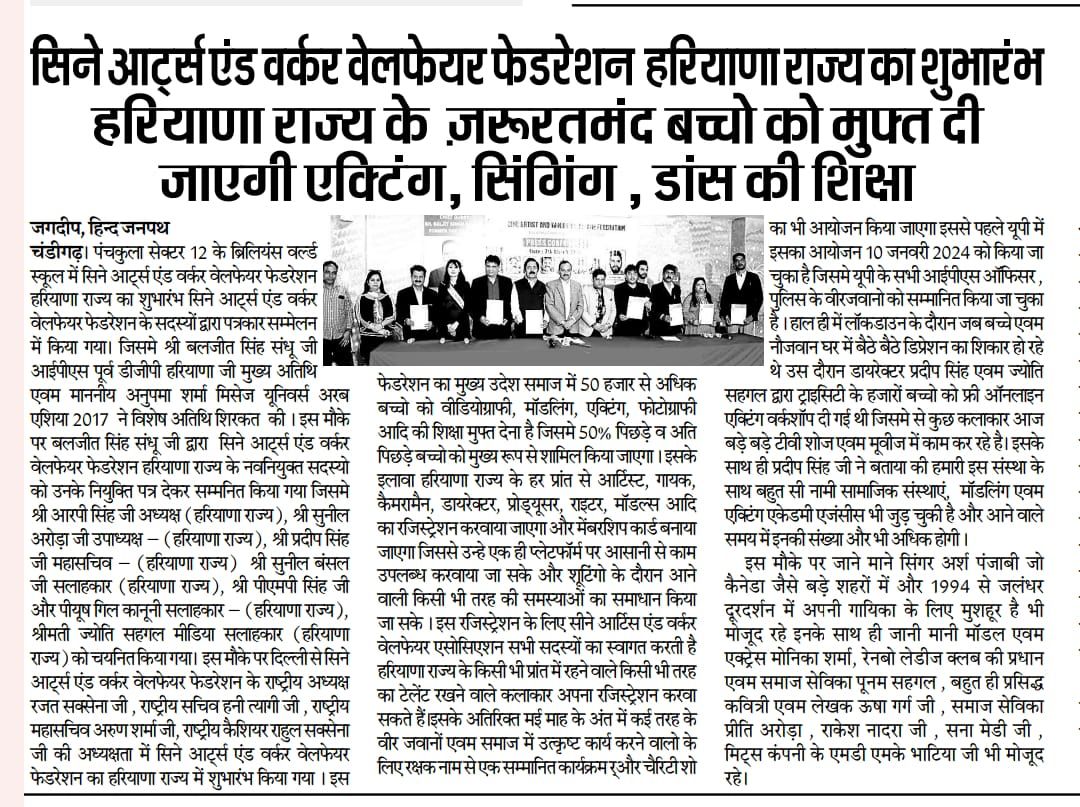 सिने आर्ट्स एंड वर्कर वेलफेयर फेडरेशन हरियाणा राज्य का शुभारंभ
हरियाणा राज्य के ज़रूरतमंद बच्चो को मुफ्त दी
जाएगी एक्टिंग, सिंगिंग , डांस की शिक्षा
जगदीप, हिन्द जनपथ
चंडीगढ़। पंचकुला सेक्टर 12 के ब्रिलियंस वर्ल्ड
स्कूल में सिने आर्ट्स एंड वर्कर वेलफेयर फेडरेशन
हरियाणा राज्य का शुभारंभ सिने आर्ट्स एंड वर्कर
वेलफेयर फेडरेशन के सदस्यों द्वारा पत्रकार सम्मेलन
में किया गया। जिसमे श्री बलजीत सिंह संधू जी
आईपीएस पूर्व डीजीपी हरियाणा जी मुख्य अतिथि
एवम माननीय अनुपमा शर्मा मिसेज यूनिवर्स अरब
एशिया 2017 ने विशेष अतिथि शिरकत की । इस मौके
पर बलजीत सिंह संधू जी द्वारा सिने आर्ट्स एंड वर्कर
वेलफेयर फेडरेशन हरियाणा राज्य के नवनियुक्त सदस्यो
को उनके नियुक्ति पत्र देकर सम्मनित किया गया जिसमे
श्री आरपी सिंह जी अध्यक्ष (हरियाणा राज्य), श्री सुनील
अरोड़ा जी उपाध्यक्ष – (हरियाणा राज्य), श्री प्रदीप सिंह
जी महासचिव – (हरियाणा राज्य) श्री सुनील बंसल
जी सलाहकार (हरियाणा राज्य), श्री पीएमपी सिंह जी
और पीयूष गिल कानूनी सलाहकार – (हरियाणा राज्य),
श्रीमती ज्योति सहगल मीडिया सलाहकार (हरियाणा
राज्य) को चयनित किया गया। इस मौके पर दिल्ली से सिने
आर्ट्स एंड वर्कर वेलफेयर फेडरेशन के राष्ट्रीय अध्यक्ष
रजत सक्सेना जी , राष्ट्रीय सचिव हनी त्यागी जी , राष्ट्रीय
महासचिव अरुण शर्मा जी, राष्ट्रीय कैशियर राहुल सक्सेना
जी की अध्यक्षता में सिने आर्ट्स एंड वर्कर वेलफेयर
फेडरेशन का हरियाणा राज्य में शुभारंभ किया गया । इस
PRESS CONFERENCE
फेडरेशन का मुख्य उदेश समाज में 50 हजार से अधिक
बच्चो को वीडियोग्राफी, मॉडलिंग, एक्टिंग, फोटोग्राफी
आदि की शिक्षा मुफ्त देना है जिसमे 50% पिछड़े व अति
पिछड़े बच्चो को मुख्य रूप से शामिल किया जाएगा । इसके
इलावा हरियाणा राज्य के हर प्रांत से आर्टिस्ट, गायक,
कैमरामैन, डायरेक्टर, प्रोड्यूसर, राइटर, मॉडल्स आदि
का रजिस्ट्रेशन करवाया जाएगा और मेंबरशिप कार्ड बनाया
जाएगा जिससे उन्हे एक ही प्लेटफॉर्म पर आसानी से काम
उपलब्ध करवाया जा सके और शूटिंगो के दौरान आने
वाली किसी भी तरह की समस्याओं का समाधान किया
जा सके । इस रजिस्ट्रेशन के लिए सीने आर्टिस एंड वर्कर
वेलफेयर एसोसिएशन सभी सदस्यों का स्वागत करती है
हरियाणा राज्य के किसी भी प्रांत में रहने वाले किसी भी तरह
का टेलेंट रखने वाले कलाकार अपना रजिस्ट्रेशन करवा
सकते हैं।इसके अतिरिक्त मई माह के अंत में कई तरह के
वीर जवानों एवम समाज में उत्कृष्ट कार्य करने वालो के
लिए रक्षक नाम से एक सम्मानित कार्यक्रम र्‌और चैरिटी शो
का भी आयोजन किया जाएगा इससे पहले यूपी में
इसका आयोजन 10 जनवरी 2024 को किया जा
चुका है जिसमे यूपी के सभी आईपीएस ऑफिसर ,
पुलिस के वीरजवानो को सम्मानित किया जा चुका
है । हाल ही में लॉकडाउन के दौरान जब बच्चे एवम
नौजवान घर में बैठे बैठे डिप्रेशन का शिकार हो रहे
थे उस दौरान डायरेक्टर प्रदीप सिंह एवम ज्योति
सहगल द्वारा ट्राइसिटी के हजारों बच्चो को फ्री ऑनलाइन
एक्टिंग वर्कशॉप दी गई थी जिसमे से कुछ कलाकार आज
बड़े बड़े टीवी शोज एवम मूवीज में काम कर रहे है। इसके
साथ ही प्रदीप सिंह जी ने बताया की हमारी इस संस्था के
साथ बहुत सी नामी सामाजिक संस्थाएं, मॉडलिंग एवम
एक्टिंग एकेडमी एजंसीस भी जुड़ चुकी है और आने वाले
समय में इनकी संख्या और भी अधिक होगी ।
इस मौके पर जाने माने सिंगर अर्श पंजाबी जो
कैनेडा जैसे बड़े शहरों में और 1994 से जलंधर
दूरदर्शन में अपनी गायिका के लिए मुशहूर है भी
मोजूद रहे इनके साथ ही जानी मानी मॉडल एवम
एक्ट्रेस मोनिका शर्मा, रेनबो लेडीज क्लब की प्रधान
एवम समाज सेविका पूनम सहगल , बहुत ही प्रसिद्ध
कवित्री एवम लेखक ऊषा गर्ग जी , समाज सेविका
प्रीति अरोड़ा , राकेश नादरा जी , सना मेडी जी ,
मिट्स कंपनी के एमडी एमके भाटिया जी भी मोजूद
रहे।